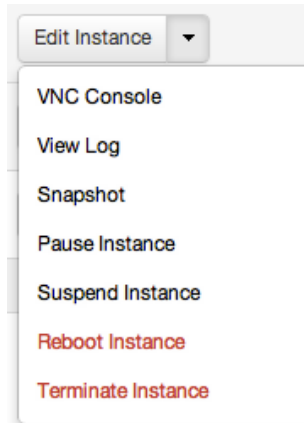 Edit Instance
VNC Console
View Log
Snapshot
Pause Instance
Suspend Instance
Reboot Instance
Terminate Instance